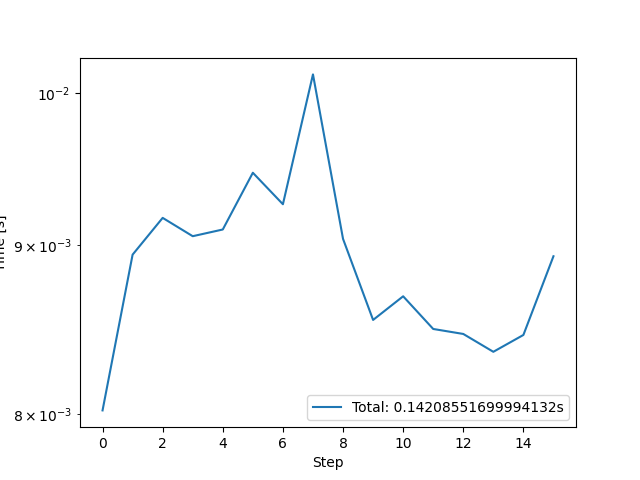 10⁻²
9 × 10⁻³
8 × 10⁻³
Time [s]
0 2 4 6 8 10 12 14
Step
Total: 0.14208551699994132s